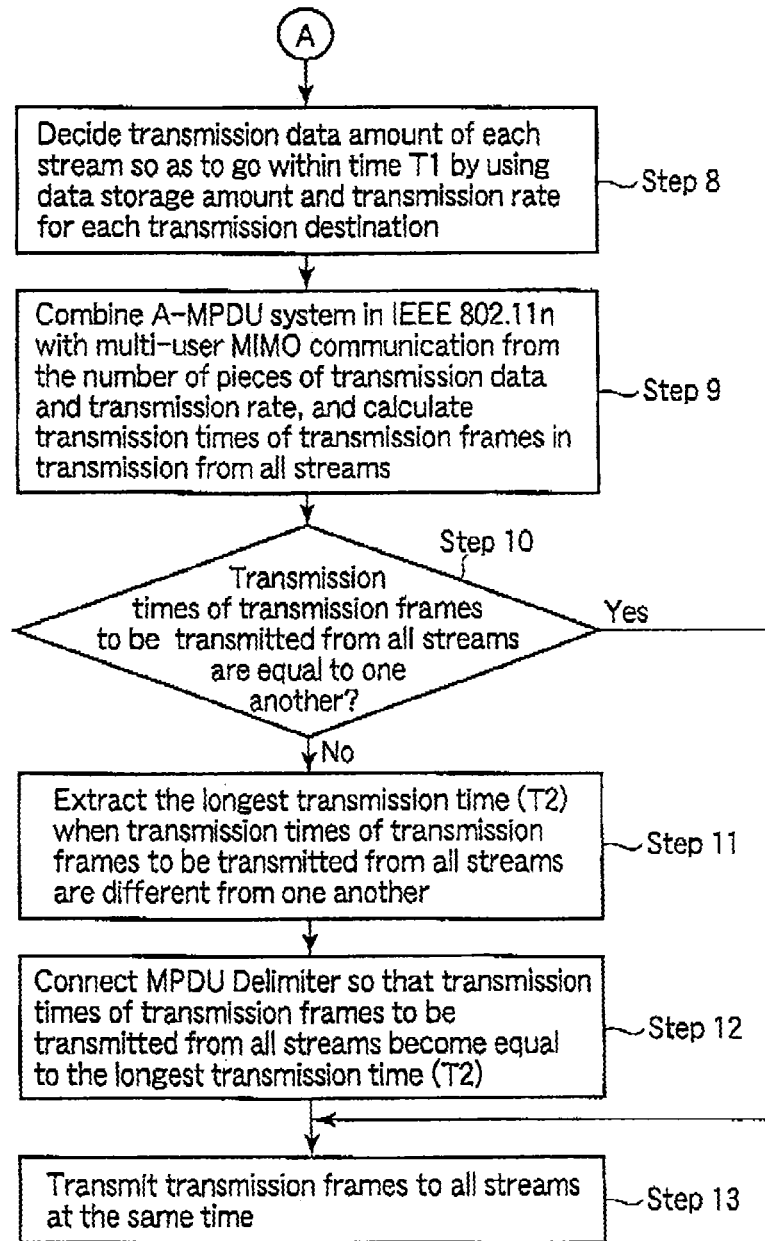 A
Decide transmission data amount of each
stream so as to go within time T1 by using
data storage amount and transmission rate
for each transmission destination
Step 8
Combine A-MPDU system in IEEE 802.11n
with multi-user MIMO communication from
the number of pieces of transmission data
and transmission rate, and calculate
transmission times of transmission frames in
transmission from all streams
Step 9
Step 10
Transmission
times of transmission frames
to be transmitted from all streams
are equal to one
another?
Yes
No
Extract the longest transmission time (T2)
when transmission times of transmission
frames to be transmitted from all streams
are different from one another
Step 11
Connect MPDU Delimiter so that transmission
times of transmission frames to be
transmitted from all streams become equal
to the longest transmission time (T2)
Step 12
Transmit transmission frames to all streams
at the same time
Step 13